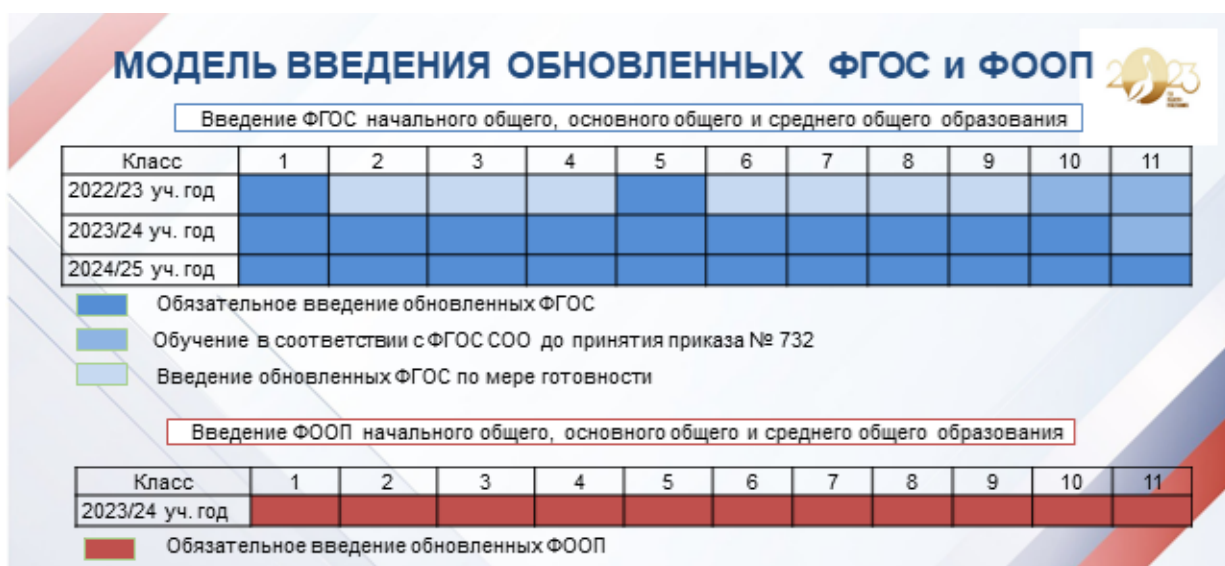 МОДЕЛЬ ВВЕДЕНИЯ ОБНОВЛЕННЫХ ФГОС и ФООП
2023
Введение ФГОС начального общего, основного общего и среднего общего образования
Класс 1 2 3 4 5 6 7 8 9 10 11
2022/23 уч. год
2023/24 уч. год
2024/25 уч. год
Обязательное введение обновленных ФГОС
Обучение в соответствии с ФГОС СОО до принятия приказа № 732
Введение обновленных ФГОС по мере готовности
Введение ФООП начального общего, основного общего и среднего общего образования
Класс 1 2 3 4 5 6 7 8 9 10 11
2023/24 уч. год
Обязательное введение обновленных ФООП